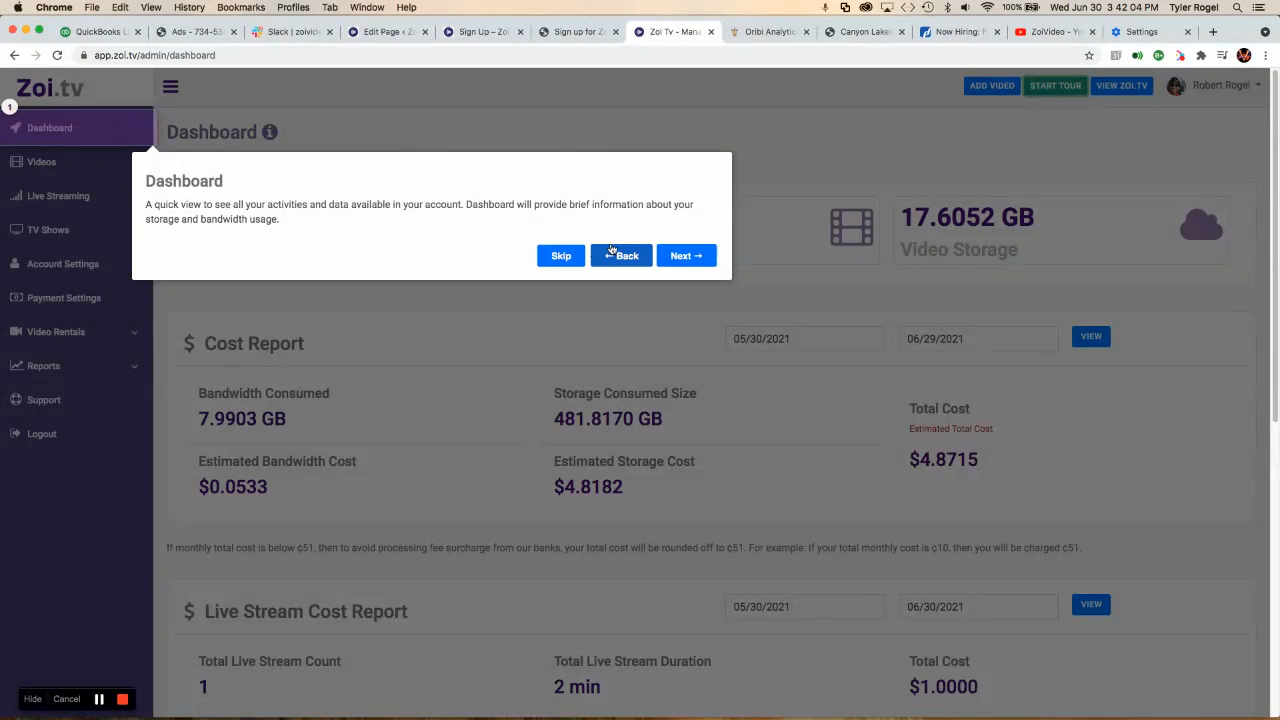 Chrome File Edit View History Bookmarks Profiles Tab Window Help 100% Wed Jun 30 3:42:04 PM Tyler Rogel
QuickBooks Ads - 734-53 Slack | zoivid Edit Page Sign Up – Zoi Sign up for Z Zoi Tv - Mana Oribi Analytic Canyon Lakes Now Hiring: F ZoiVideo - Yo Settings
app.zoi.tv/admin/dashboard
Zoi.tv ADD VIDEO START TOUR VIEW ZOI.TV Robert Rogel
1
Dashboard
Videos
Live Streaming
TV Shows
Account Settings
Payment Settings
Video Rentals
Reports
Support
Logout
Dashboard
Dashboard
A quick view to see all your activities and data available in your account. Dashboard will provide brief information about your
storage and bandwidth usage.
Skip ← Back Next →
17.6052 GB
Video Storage
$ Cost Report 05/30/2021 06/29/2021 VIEW
Bandwidth Consumed Storage Consumed Size
7.9903 GB 481.8170 GB
Total Cost
Estimated Total Cost
$4.8715
Estimated Bandwidth Cost Estimated Storage Cost
$0.0533 $4.8182
If monthly total cost is below ¢51, then to avoid processing fee surcharge from our banks, your total cost will be rounded off to ¢51. For example: If your total monthly cost is ¢10, then you will be charged ¢51.
$ Live Stream Cost Report 05/30/2021 06/30/2021 VIEW
Total Live Stream Count Total Live Stream Duration Total Cost
1 2 min $1.0000
Hide Cancel